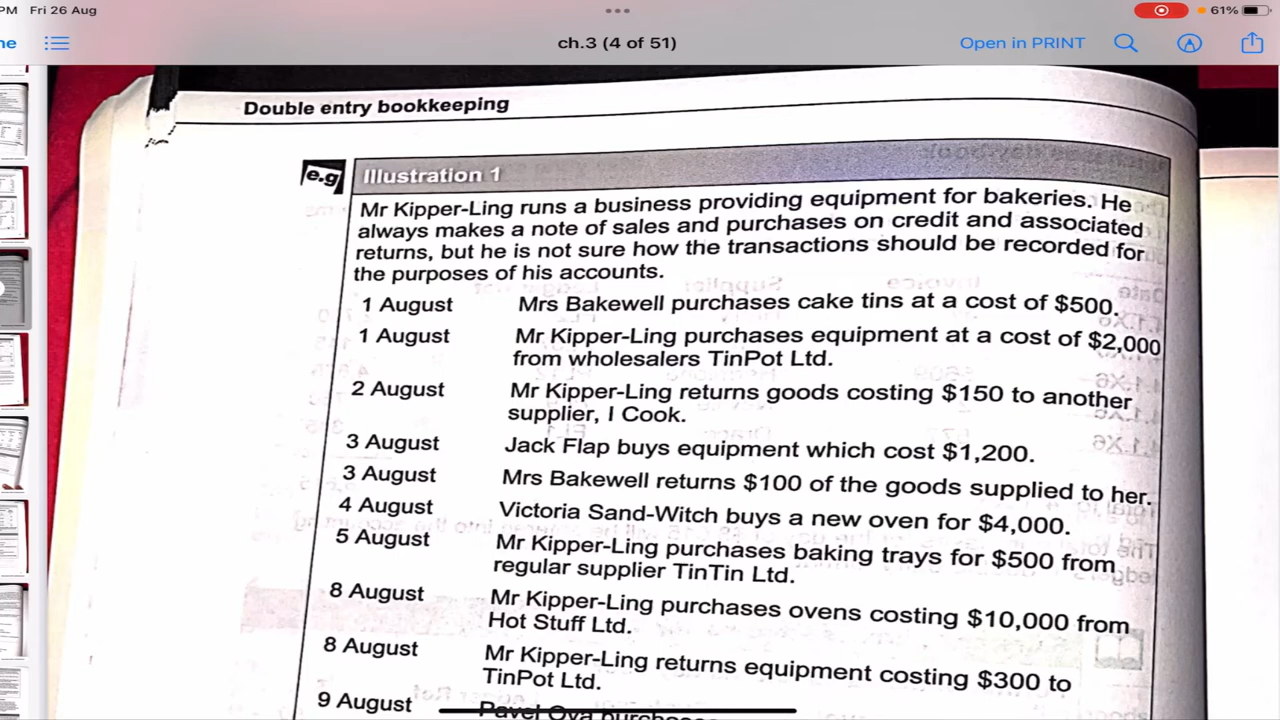 PM Fri 26 Aug
61%
ne
ch.3 (4 of 51)
Open in PRINT
Double entry bookkeeping
e.g
Illustration 1
Mr Kipper-Ling runs a business providing equipment for bakeries. He
always makes a note of sales and purchases on credit and associated
returns, but he is not sure how the transactions should be recorded for
the purposes of his accounts.
1 August Mrs Bakewell purchases cake tins at a cost of $500.
1 August Mr Kipper-Ling purchases equipment at a cost of $2,000
from wholesalers TinPot Ltd.
2 August Mr Kipper-Ling returns goods costing $150 to another
supplier, I Cook.
3 August Jack Flap buys equipment which cost $1,200.
3 August Mrs Bakewell returns $100 of the goods supplied to her.
4 August Victoria Sand-Witch buys a new oven for $4,000.
5 August Mr Kipper-Ling purchases baking trays for $500 from
regular supplier TinTin Ltd.
8 August Mr Kipper-Ling purchases ovens costing $10,000 from
Hot Stuff Ltd.
8 August Mr Kipper-Ling returns equipment costing $300 to
TinPot Ltd.
9 August Pavel Ova